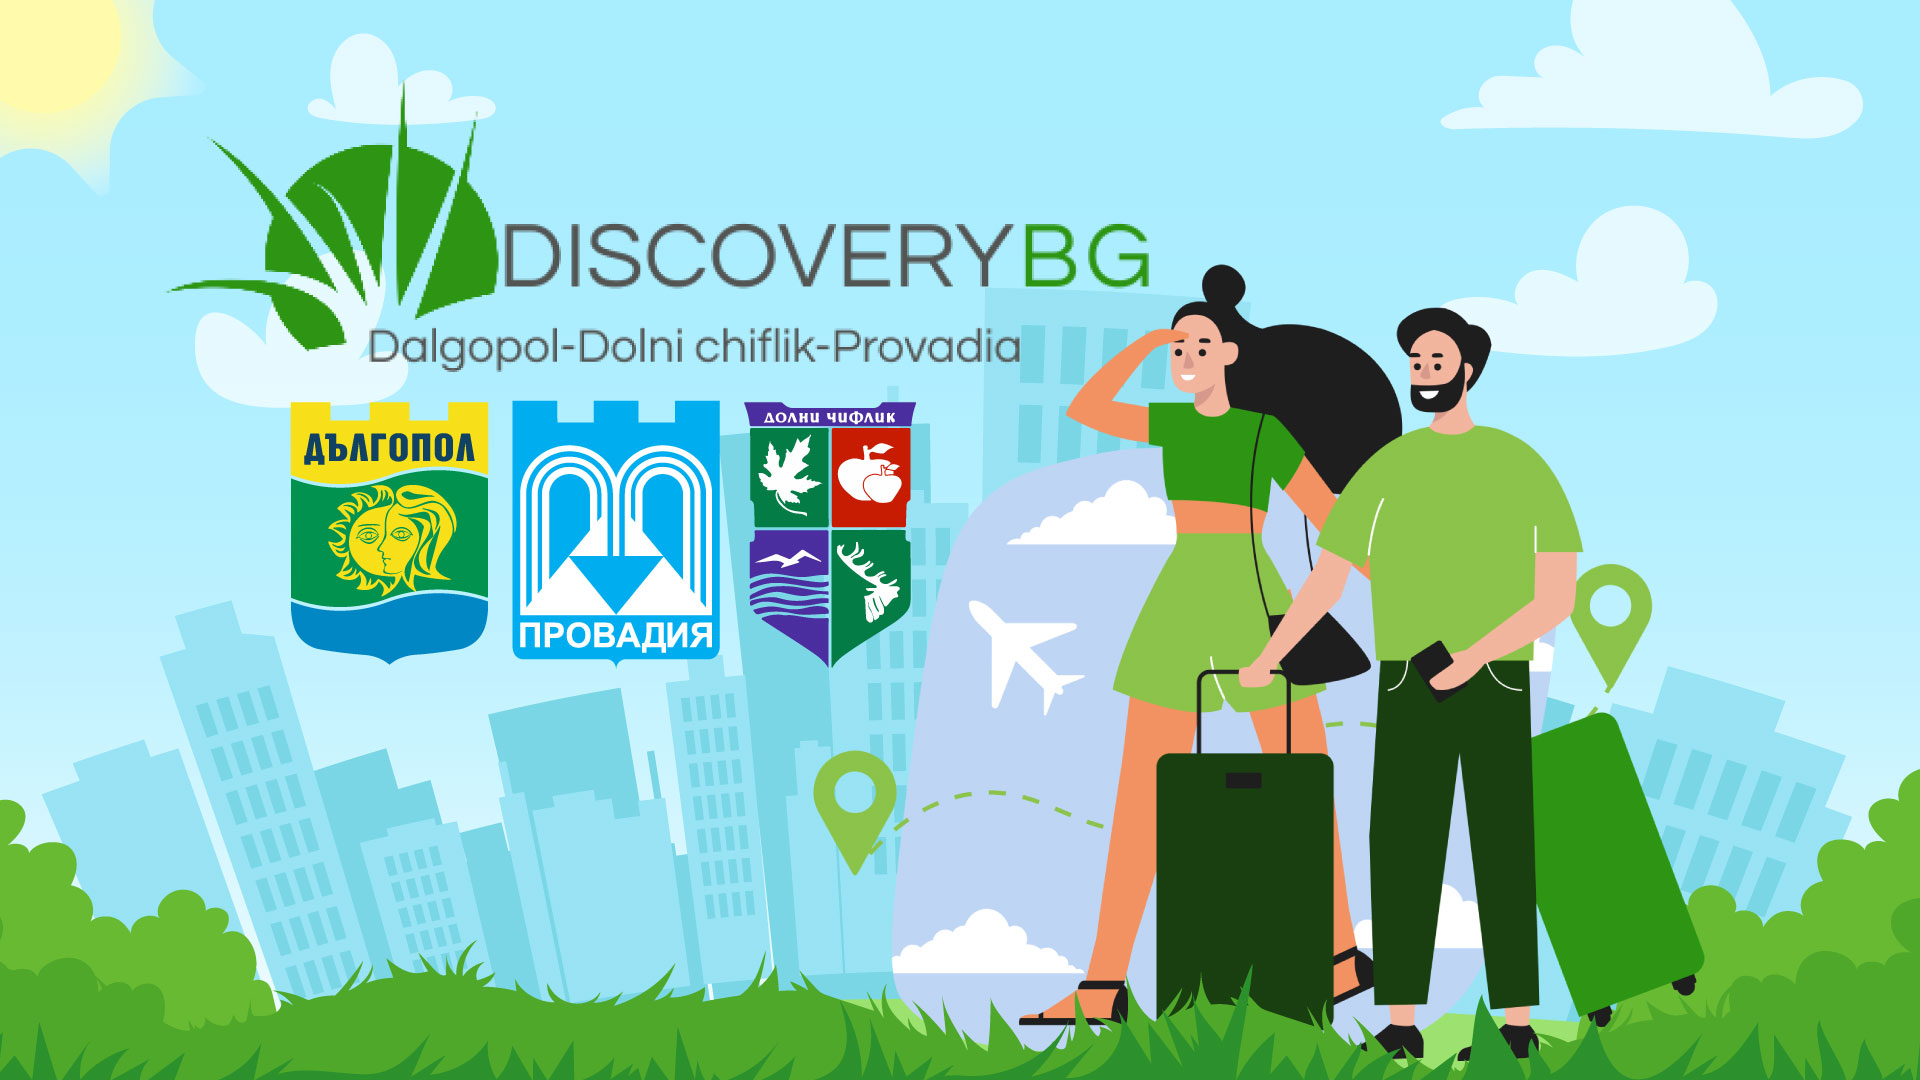 DISCOVERYBG
Dalgopol-Dolni chiflik-Provadia
ДЪЛГОПОЛ
ПРОВАДИЯ
ДОЛНИ ЧИФЛИК